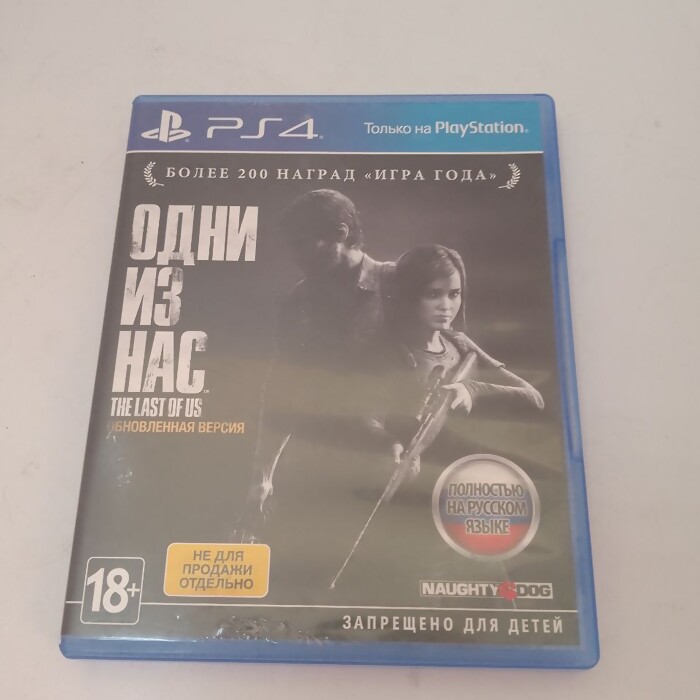 PS4
Только на PlayStation®
БОЛЕЕ 200 НАГРАД «ИГРА ГОДА»
ОДНИ
ИЗ
НАС™
THE LAST OF US
ОБНОВЛЕННАЯ ВЕРСИЯ
ПОЛНОСТЬЮ
НА РУССКОМ
ЯЗЫКЕ
НЕ ДЛЯ
ПРОДАЖИ
ОТДЕЛЬНО
18+
NAUGHTY DOG
ЗАПРЕЩЕНО ДЛЯ ДЕТЕЙ